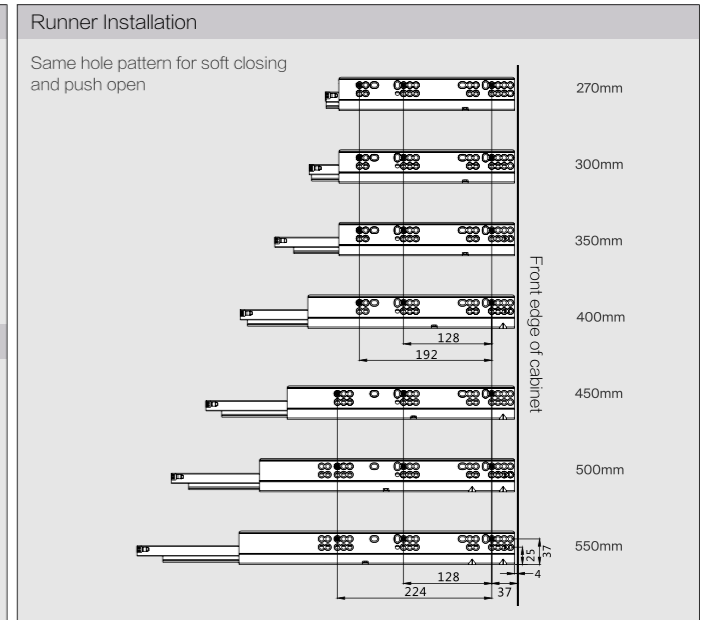 Runner Installation
Same hole pattern for soft closing
and push open
270mm
300mm
350mm
Front edge of cabinet
400mm
128
192
450mm
500mm
550mm
25
37
4
128
224
37